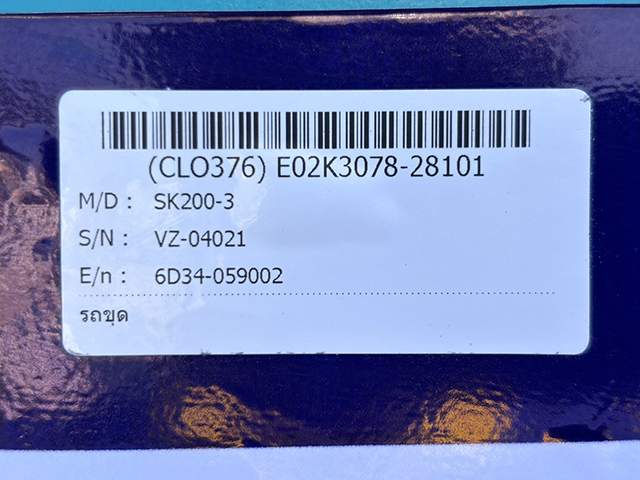 (CLO376) E02K3078-28101
M/D : SK200-3
S/N : VZ-04021
E/n : 6D34-059002
รถขุด